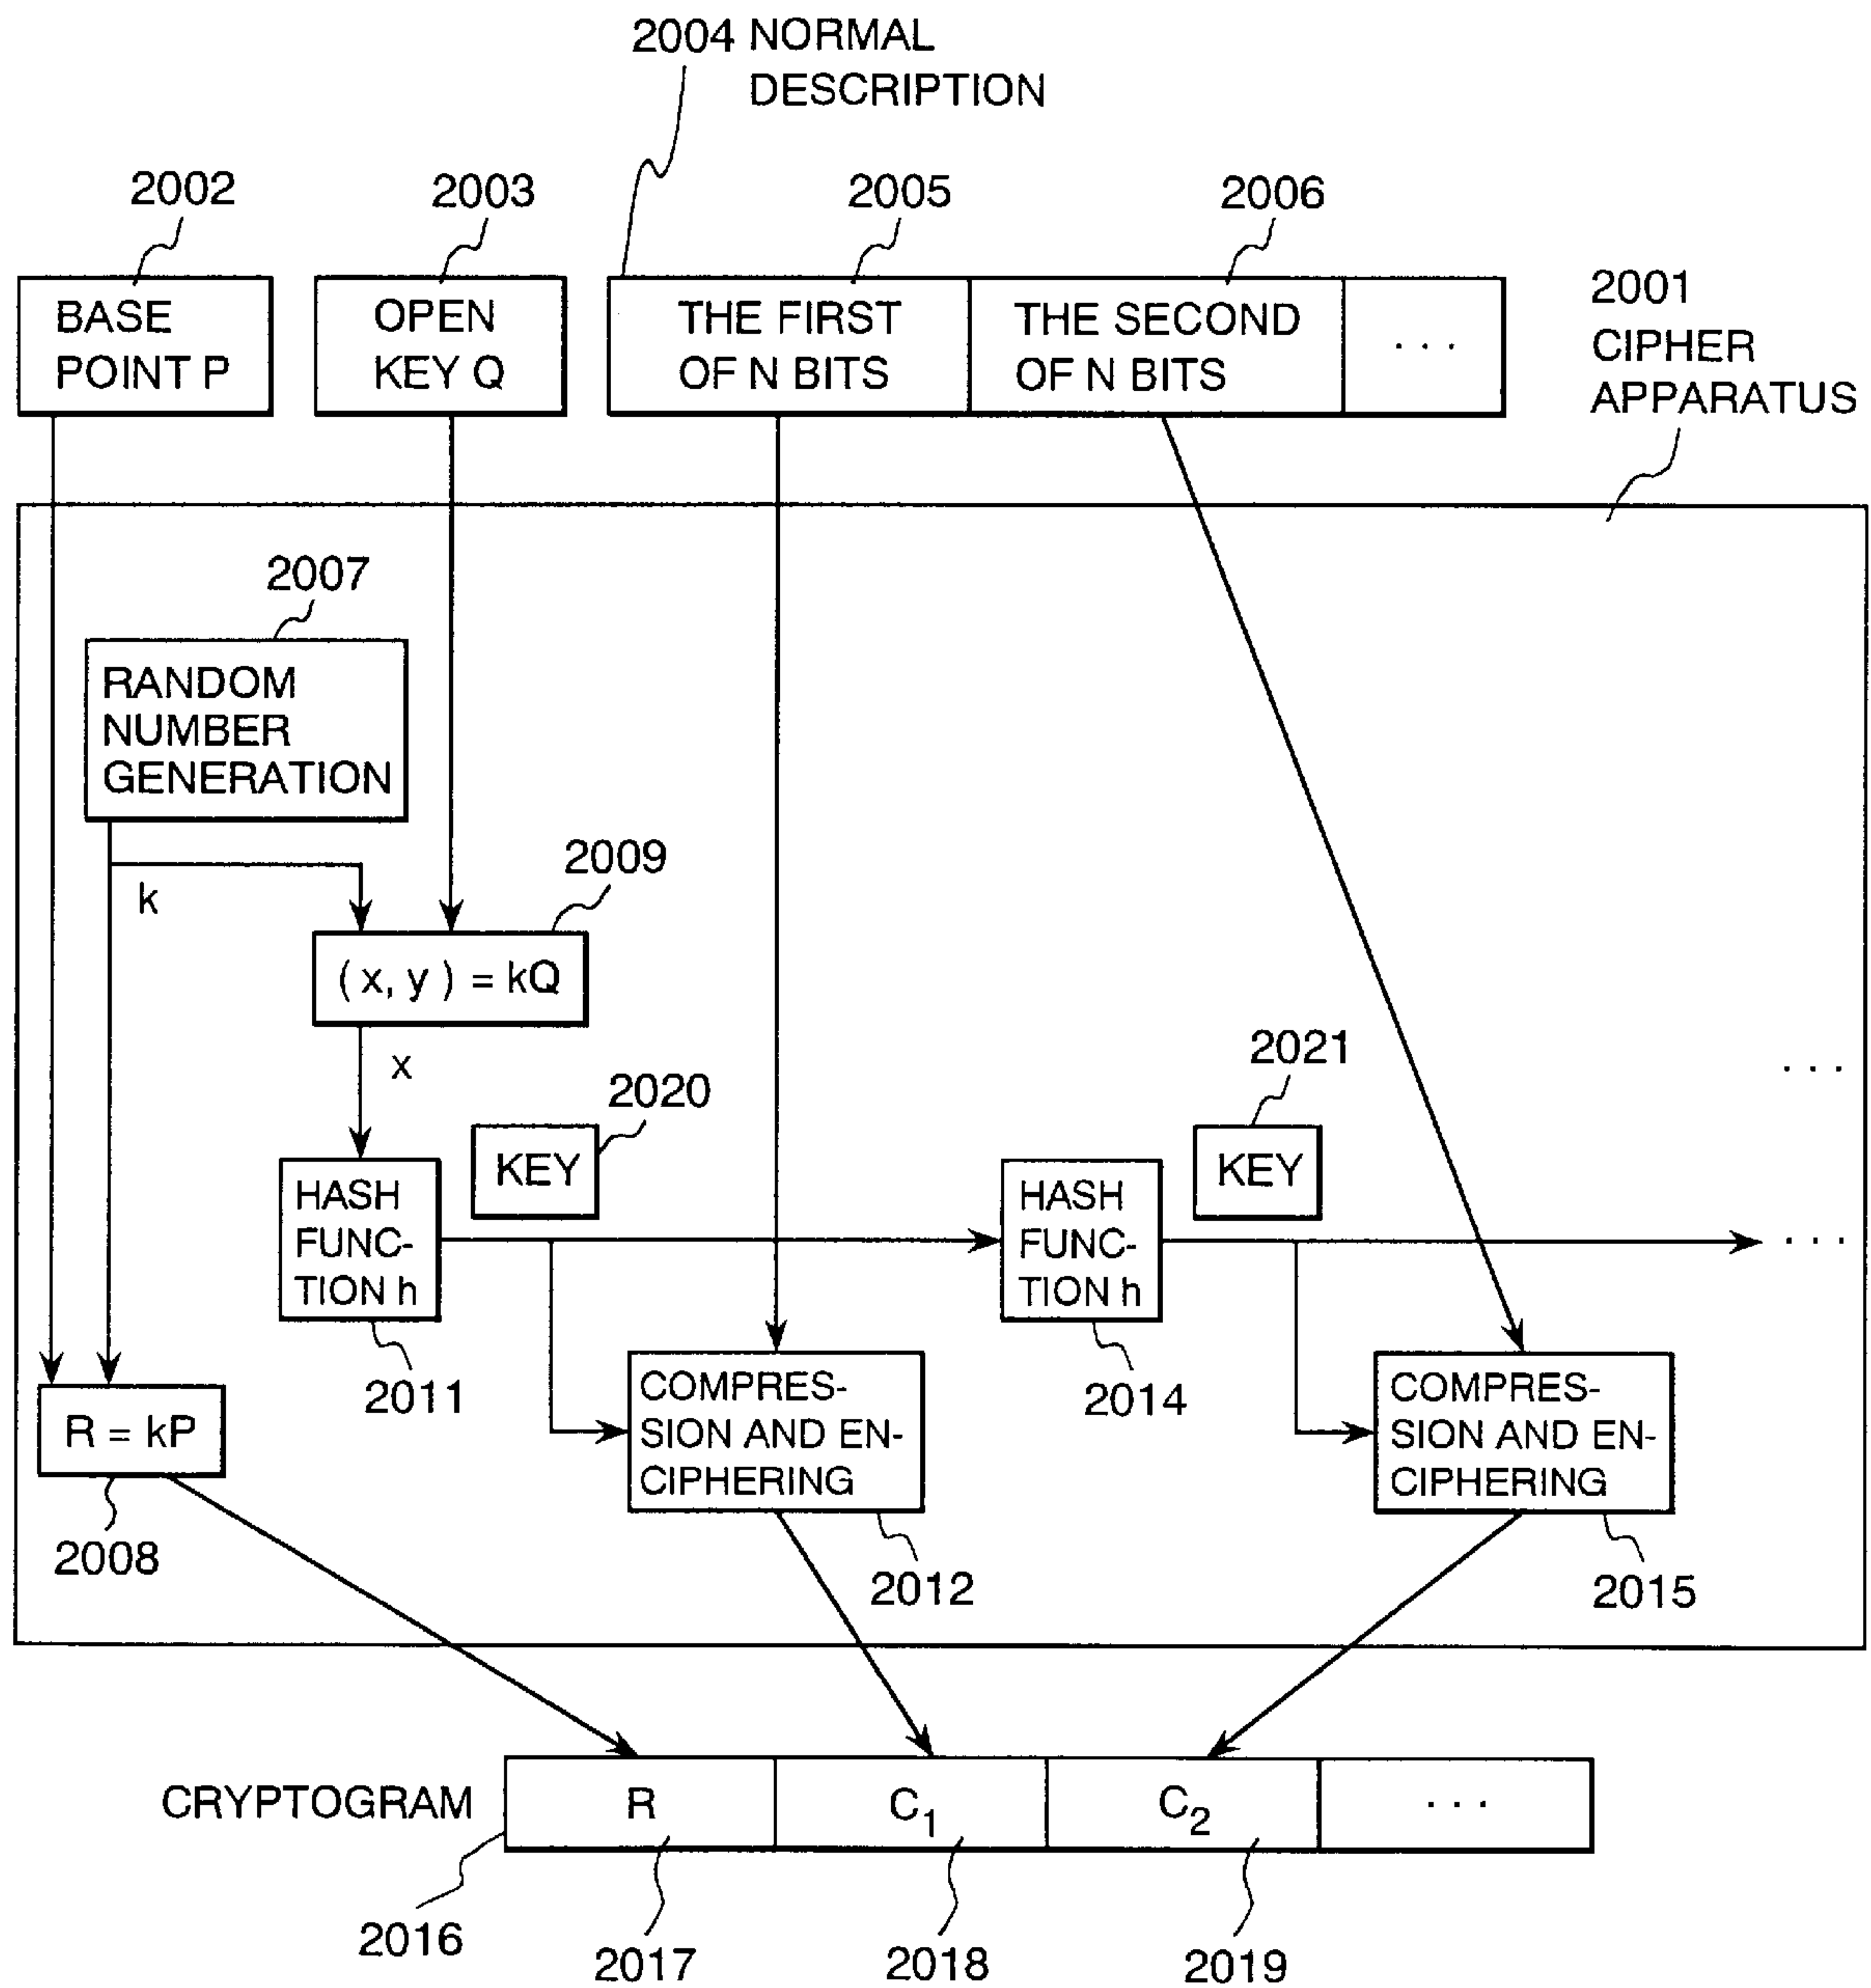 2004 NORMAL
DESCRIPTION
2002
2003
2005
2006
BASE
POINT P
OPEN
KEY Q
THE FIRST
OF N BITS
THE SECOND
OF N BITS
. . .
2001
CIPHER
APPARATUS
2007
RANDOM
NUMBER
GENERATION
k
2009
( x, y ) = kQ
x
2020
KEY
2021
KEY
. . .
HASH
FUNC-
TION h
2011
HASH
FUNC-
TION h
2014
. . .
R = kP
2008
COMPRES-
SION AND EN-
CIPHERING
2012
COMPRES-
SION AND EN-
CIPHERING
2015
CRYPTOGRAM
R
C1
C2
. . .
2016
2017
2018
2019